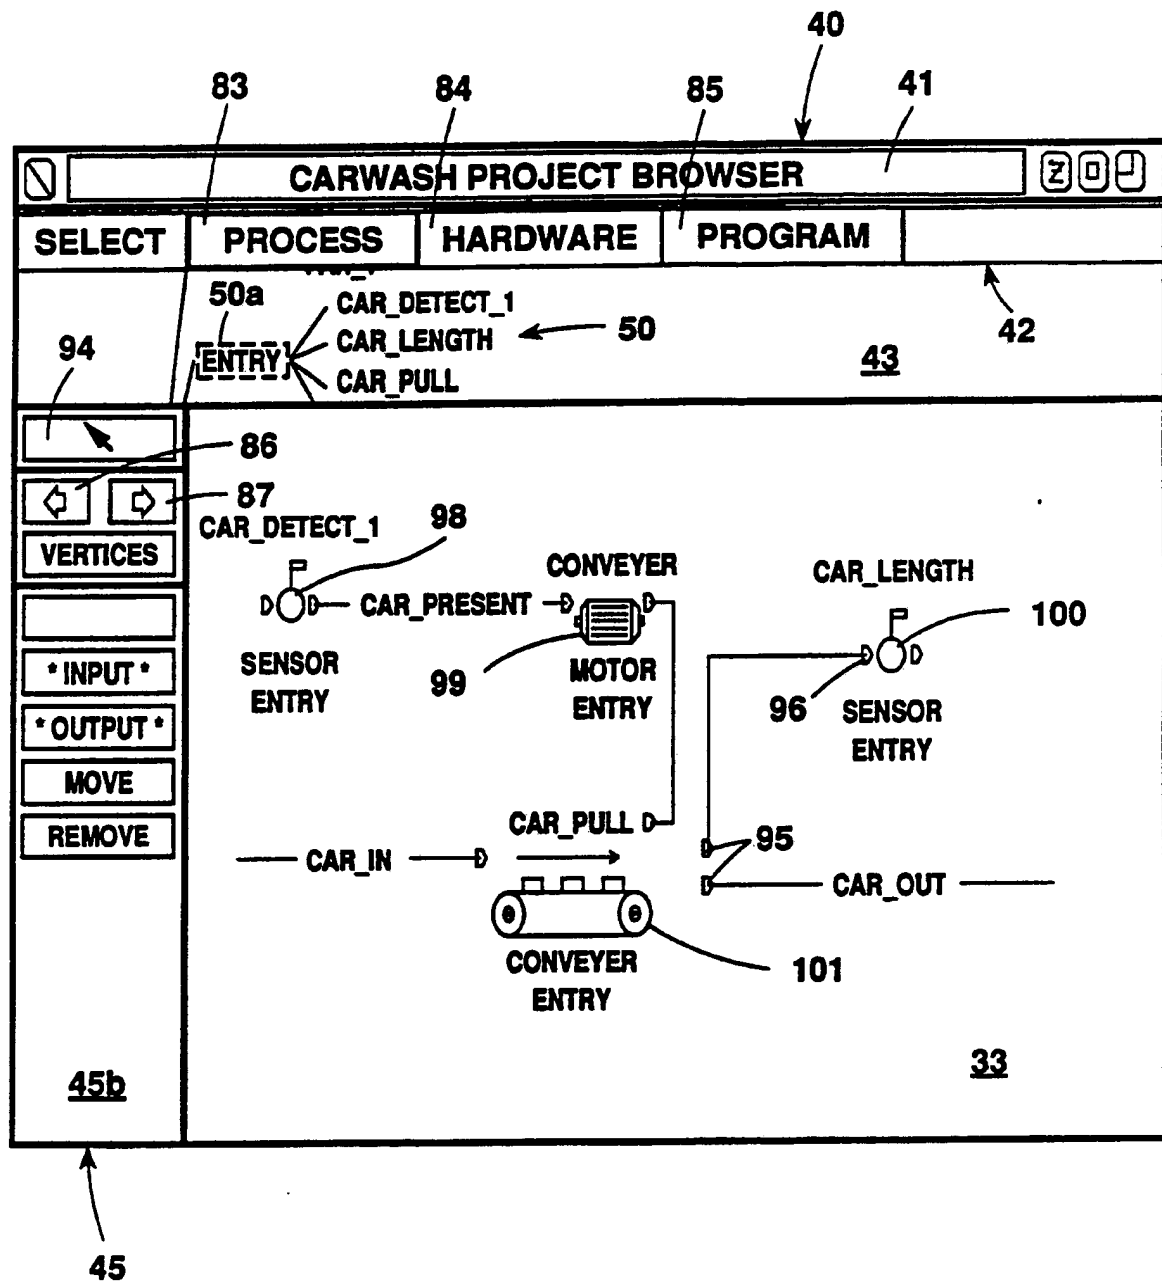 40
83
84
85
41
CARWASH PROJECT BROWSER
Z
SELECT
PROCESS
HARDWARE
PROGRAM
50a
CAR_DETECT_1
50
42
94
ENTRY
CAR_LENGTH
43
CAR_PULL
86
87
CAR_DETECT_1
98
VERTICES
CONVEYER
CAR_LENGTH
CAR_PRESENT
100
* INPUT *
SENSOR
ENTRY
99
MOTOR
ENTRY
96
SENSOR
ENTRY
* OUTPUT *
MOVE
REMOVE
CAR_PULL
95
CAR_IN
CAR_OUT
CONVEYER
ENTRY
101
33
45b
45